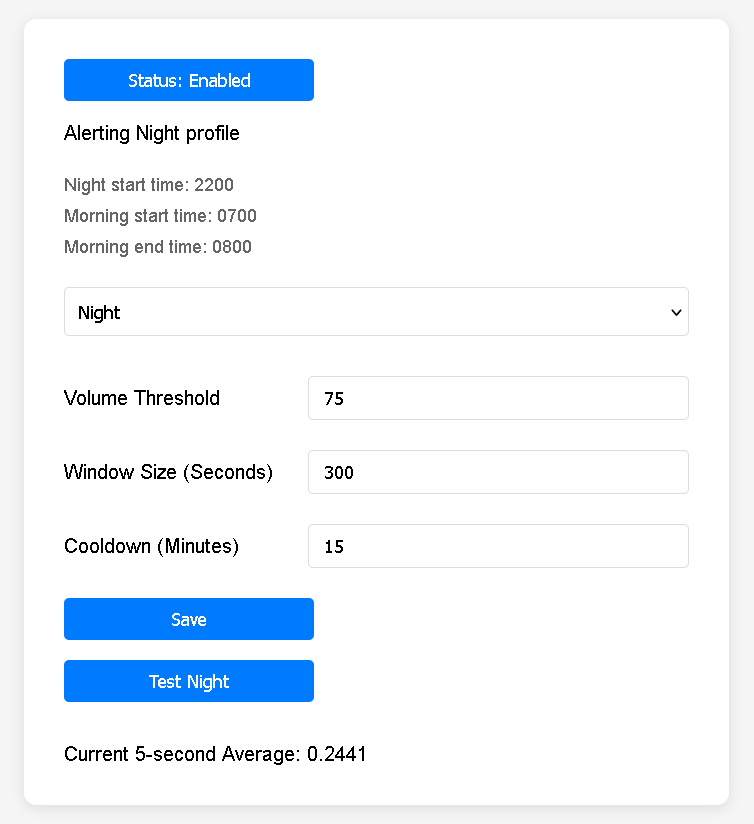 Status: Enabled
Alerting Night profile
Night start time: 2200
Morning start time: 0700
Morning end time: 0800
Night
Volume Threshold 75
Window Size (Seconds) 300
Cooldown (Minutes) 15
Save
Test Night
Current 5-second Average: 0.2441